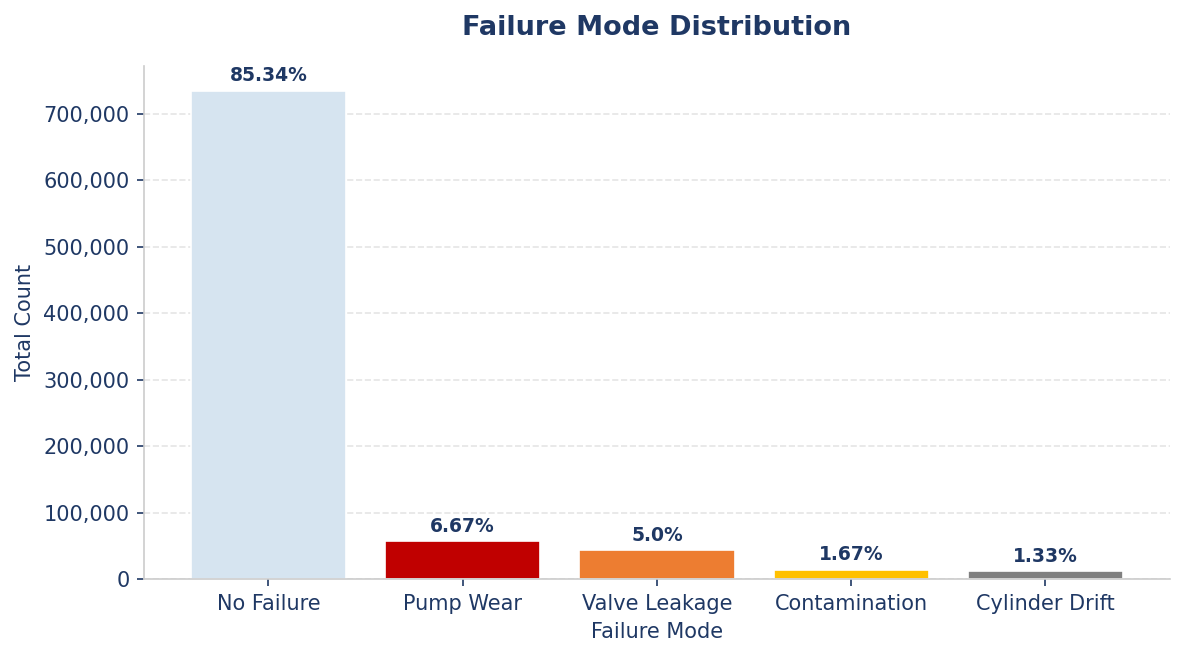 Failure Mode Distribution
85.34%
700,000
600,000
500,000
400,000
300,000
200,000
100,000
0
Total Count
6.67%
5.0%
1.67%
1.33%
No Failure
Pump Wear
Valve Leakage
Contamination
Cylinder Drift
Failure Mode